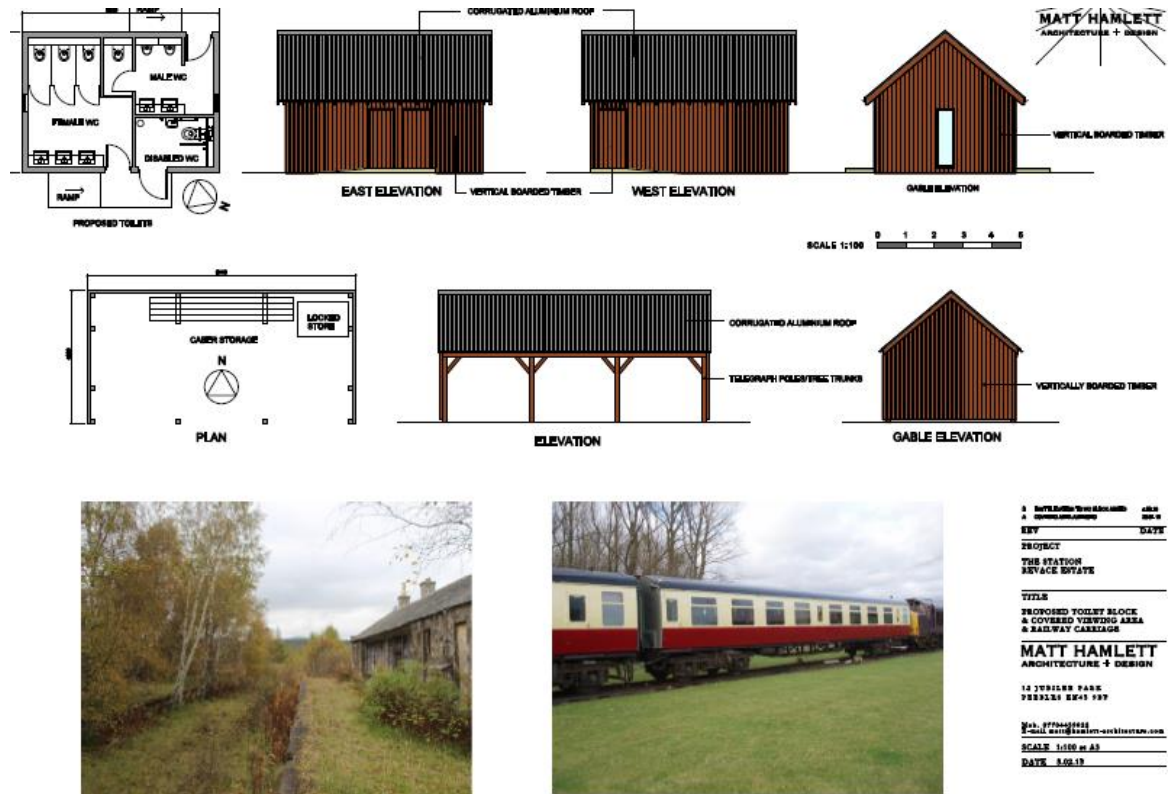 RAMP
MALE WC
FEMALE WC
DISABLED WC
RAMP
N
PROPOSED TOILETS
CORRUGATED ALUMINIUM ROOF
EAST ELEVATION
VERTICAL BOARDED TIMBER
WEST ELEVATION
VERTICAL BOARDED TIMBER
GABLE ELEVATION
MATT HAMLETT
ARCHITECTURE + DESIGN
SCALE 1:100
0 1 2 3 4 5
LOCKED
STORE
CABER STORAGE
N
PLAN
CORRUGATED ALUMINIUM ROOF
TELEGRAPH POLES/TREE TRUNKS
ELEVATION
VERTICALLY BOARDED TIMBER
GABLE ELEVATION
REV DATE
PROJECT
THE STATION
REVACK ESTATE
TITLE
PROPOSED TOILET BLOCK
& COVERED VIEWING AREA
& RAILWAY CARRIAGE
MATT HAMLETT
ARCHITECTURE + DESIGN
12 JUBILEE PARK
PEEBLES
SCALE 1:100 at A3
DATE